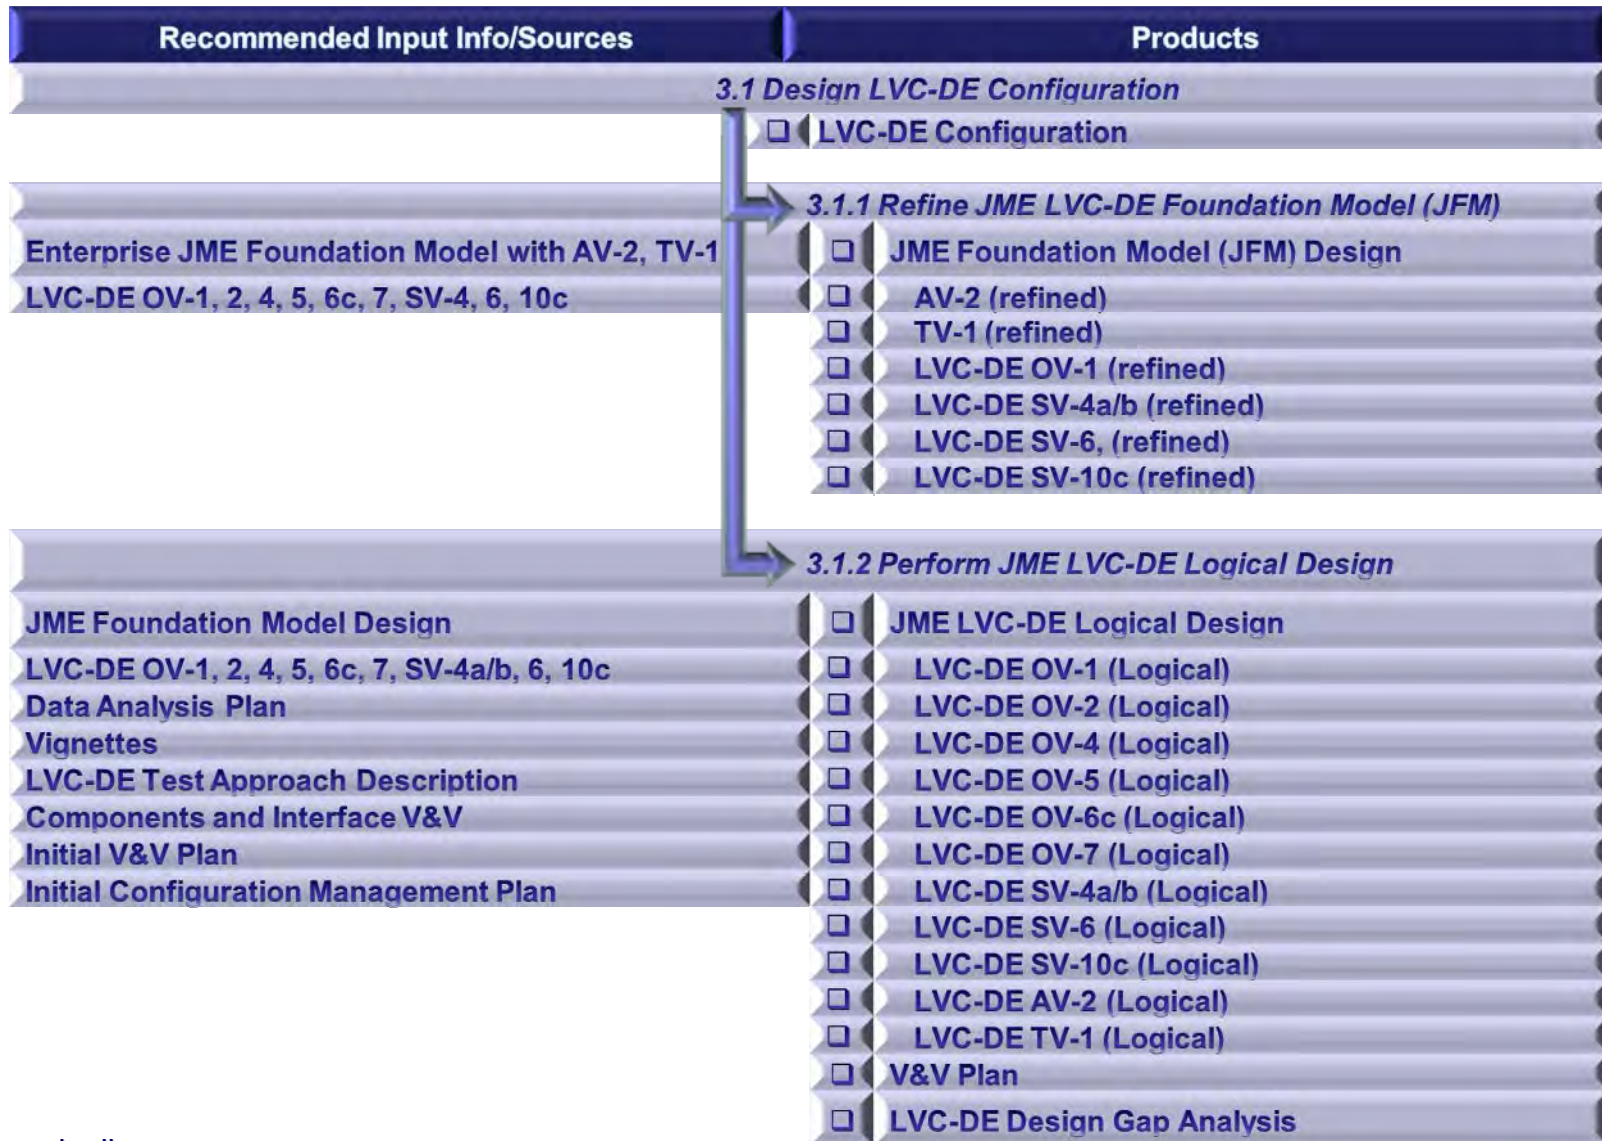 Recommended Input Info/Sources Products
3.1 Design LVC-DE Configuration
❑ LVC-DE Configuration
3.1.1 Refine JME LVC-DE Foundation Model (JFM)
Enterprise JME Foundation Model with AV-2, TV-1 ❑ JME Foundation Model (JFM) Design
LVC-DE OV-1, 2, 4, 5, 6c, 7, SV-4, 6, 10c ❑ AV-2 (refined)
❑ TV-1 (refined)
❑ LVC-DE OV-1 (refined)
❑ LVC-DE SV-4a/b (refined)
❑ LVC-DE SV-6, (refined)
❑ LVC-DE SV-10c (refined)
3.1.2 Perform JME LVC-DE Logical Design
JME Foundation Model Design ❑ JME LVC-DE Logical Design
LVC-DE OV-1, 2, 4, 5, 6c, 7, SV-4a/b, 6, 10c ❑ LVC-DE OV-1 (Logical)
Data Analysis Plan ❑ LVC-DE OV-2 (Logical)
Vignettes ❑ LVC-DE OV-4 (Logical)
LVC-DE Test Approach Description ❑ LVC-DE OV-5 (Logical)
Components and Interface V&V ❑ LVC-DE OV-6c (Logical)
Initial V&V Plan ❑ LVC-DE OV-7 (Logical)
Initial Configuration Management Plan ❑ LVC-DE SV-4a/b (Logical)
❑ LVC-DE SV-6 (Logical)
❑ LVC-DE SV-10c (Logical)
❑ LVC-DE AV-2 (Logical)
❑ LVC-DE TV-1 (Logical)
❑ V&V Plan
❑ LVC-DE Design Gap Analysis